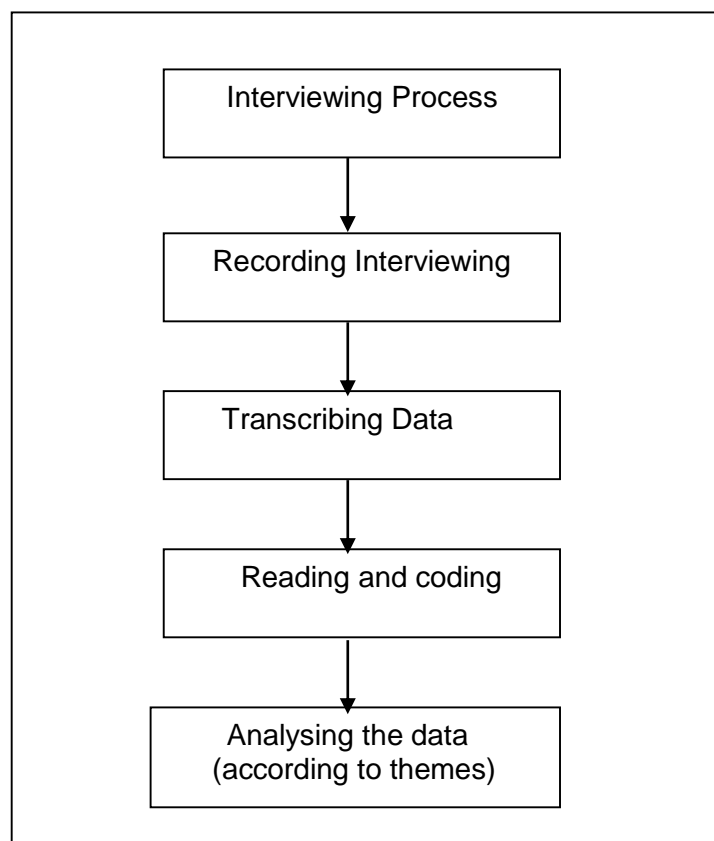 Interviewing Process
Recording Interviewing
Transcribing Data
Reading and coding
Analysing the data
(according to themes)